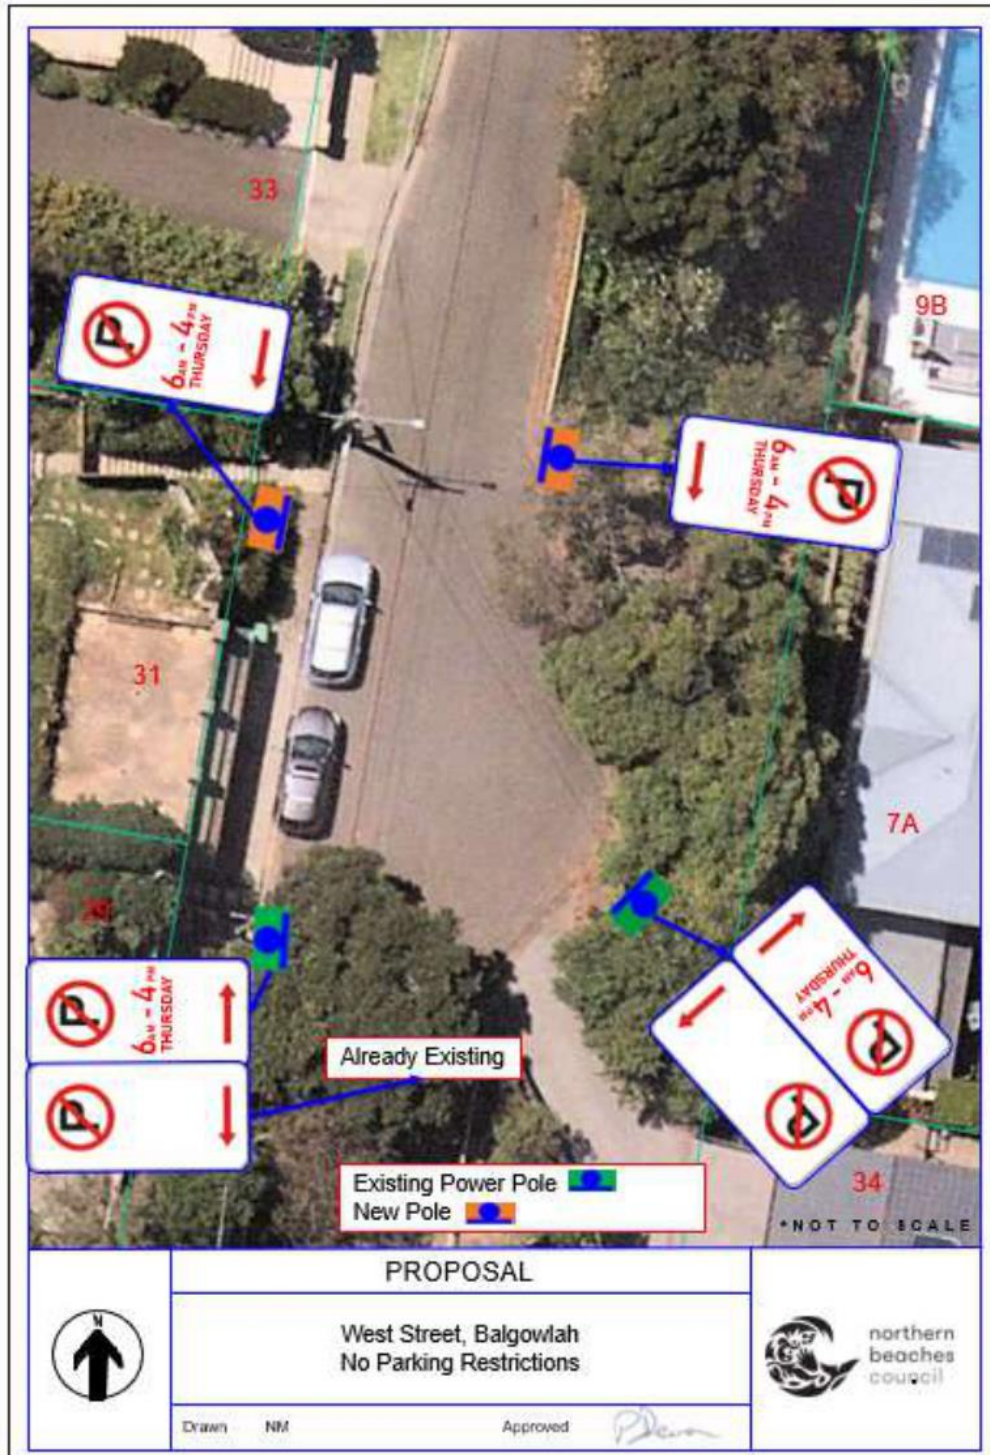 33
9B
P
6AM - 4PM
THURSDAY
P
6AM - 4PM
THURSDAY
31
7A
P
6AM - 4PM
THURSDAY
P
6AM - 4PM
THURSDAY
P
P
Already Existing
Existing Power Pole
New Pole
34
*NOT TO SCALE
N
PROPOSAL
West Street, Balgowlah
No Parking Restrictions
northern
beaches
council
Drawn NM Approved